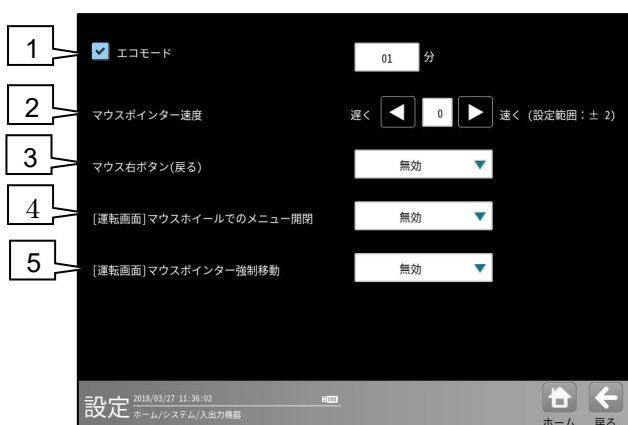 1
エコモード 01 分
2
マウスポインター速度 遅く 0 速く (設定範囲：± 2)
3
マウス右ボタン(戻る) 無効
4
[運転画面]マウスホイールでのメニュー開閉 無効
5
[運転画面]マウスポインター強制移動 無効
設定 2018/03/27 11:36:02
ホーム/システム/入出力機器
ホーム 戻る